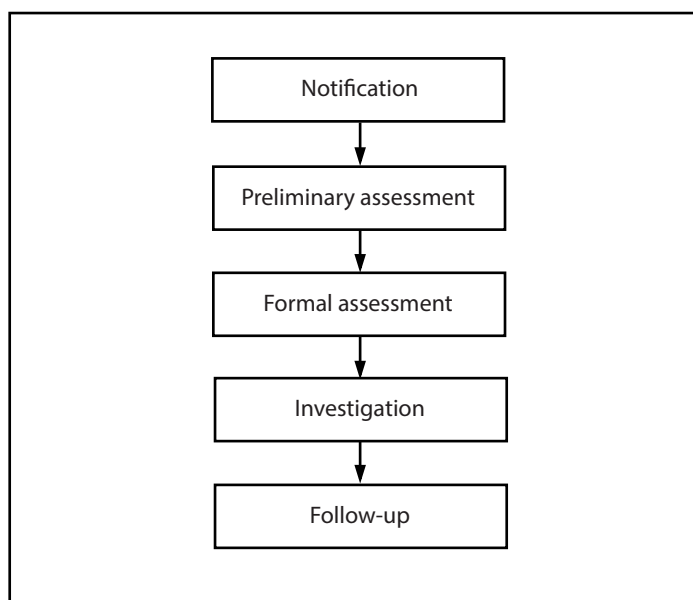 Notification
Preliminary assessment
Formal assessment
Investigation
Follow-up